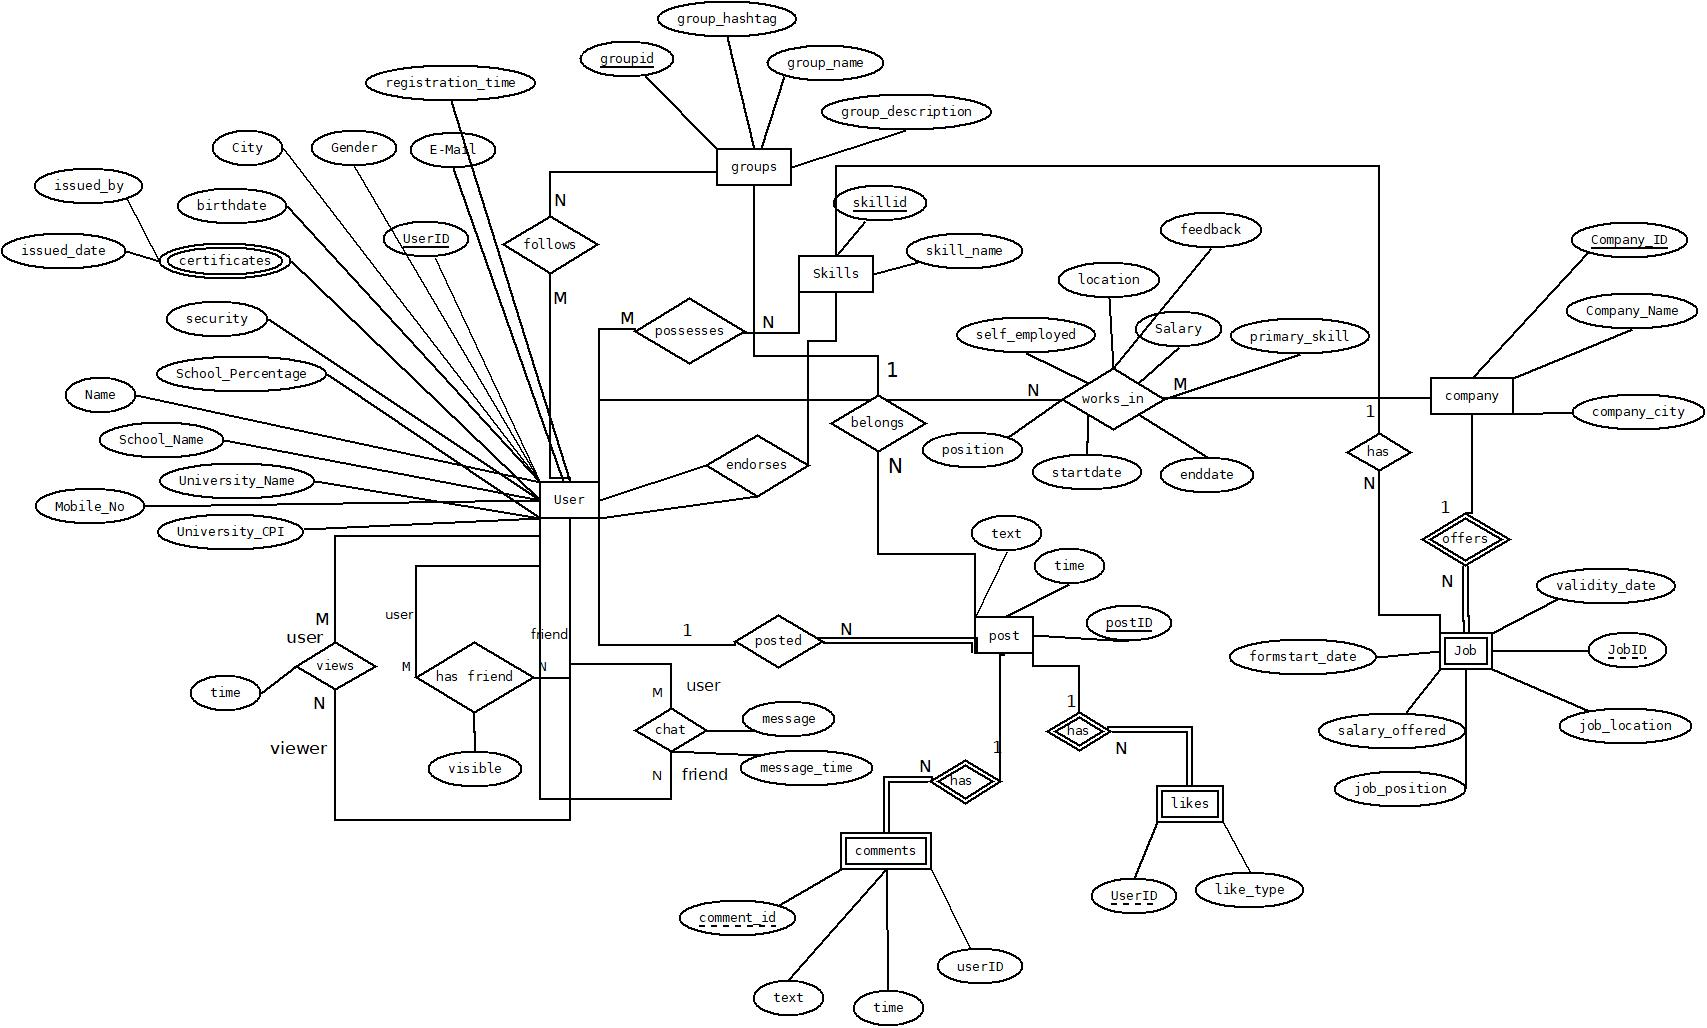 group_hashtag
groupid
group_name
registration_time
group_description
City
Gender
E-Mail
groups
issued_by
birthdate
N
skillid
UserID
follows
feedback
Company_ID
issued_date
certificates
skill_name
Skills
location
M
security
M
possesses
N
self_employed
Salary
primary_skill
Company_Name
School_Percentage
1
Name
N
works_in
M
company
1
company_city
belongs
School_Name
position
has
N
endorses
startdate
enddate
N
University_Name
User
Mobile_No
1
University_CPI
text
offers
time
N
validity_date
user
M
user
friend
1
posted
N
post
postID
formstart_date
Job
JobID
views
M
has friend
N
time
N
M
user
1
viewer
chat
message
has
N
salary_offered
job_location
visible
N
friend
message_time
N
1
has
job_position
likes
comments
UserID
like_type
comment_id
userID
text
time